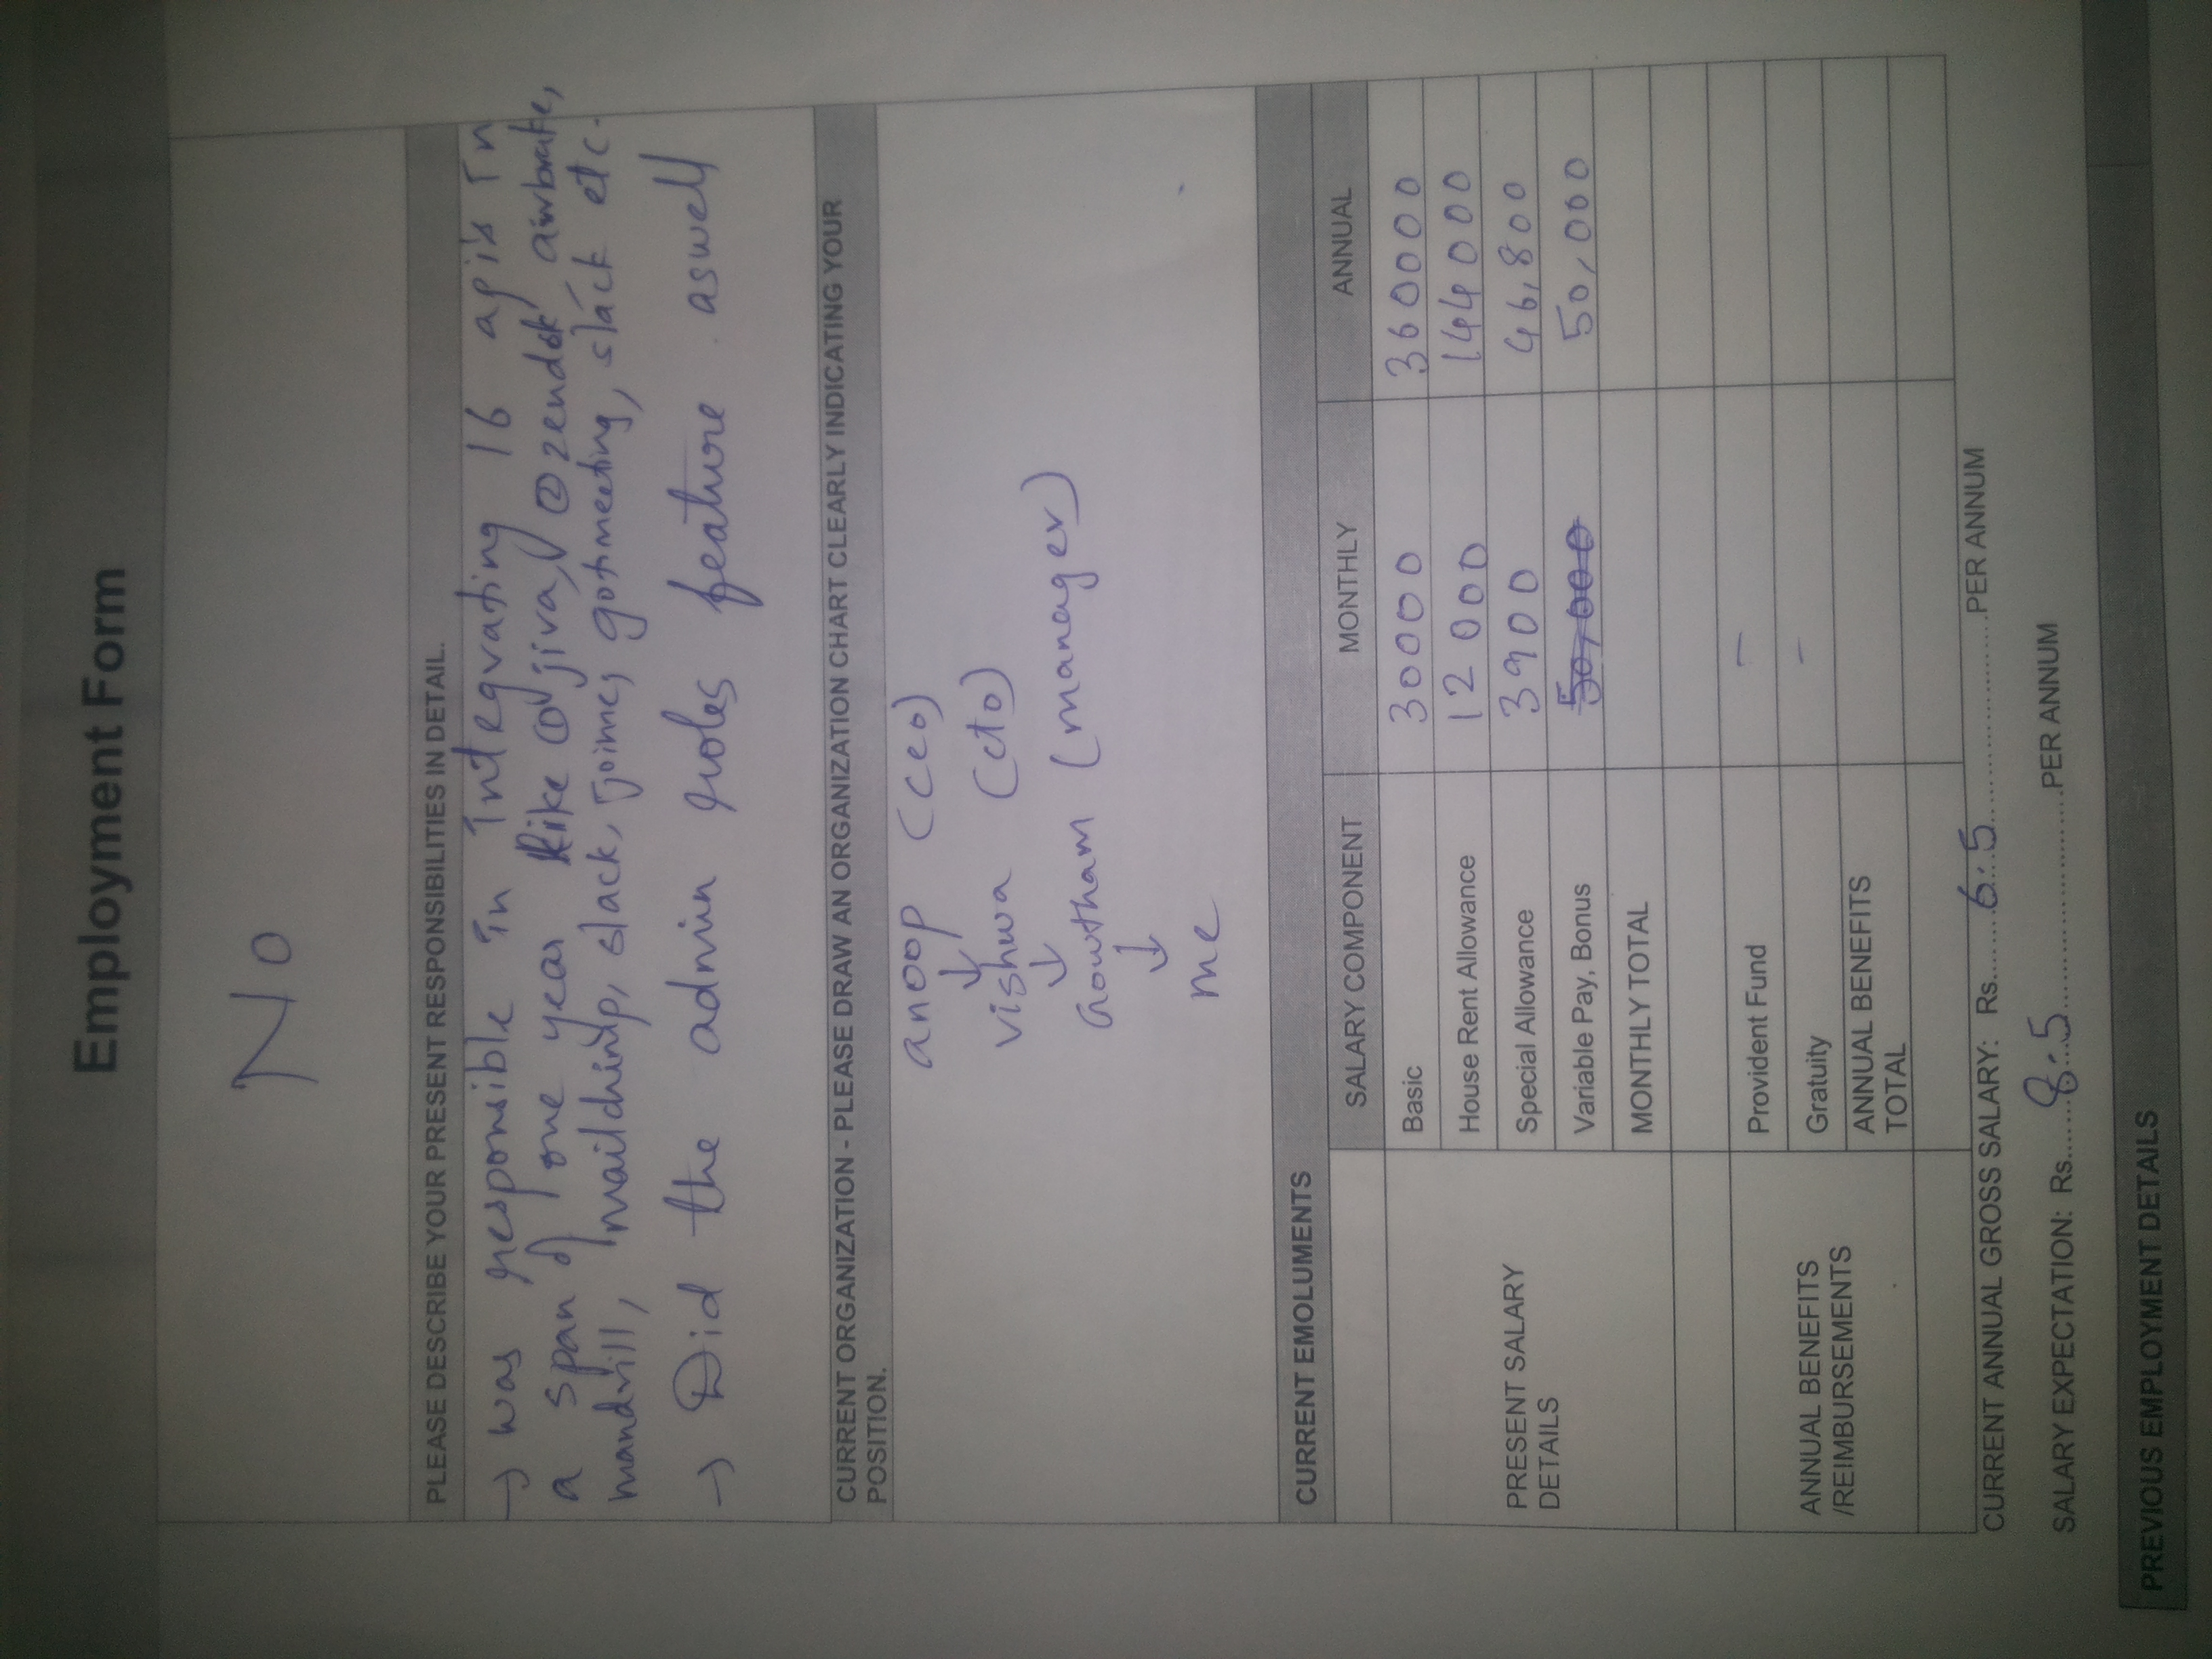 Employment Form
No
PLEASE DESCRIBE YOUR PRESENT RESPONSIBILITIES IN DETAIL.
→ was responsible in Integrating 16 api's in
a span of one year like ① jira, ② zendesk, airbrake,
mandrill, mailchimp, slack, joinme, gotmeeting, slack etc.
→ Did the admin roles feature aswell
CURRENT ORGANIZATION - PLEASE DRAW AN ORGANIZATION CHART CLEARLY INDICATING YOUR
POSITION.
anoop (ceo)
↓
vishwa (cto)
↓
Gowtham (manager)
↓
me
CURRENT EMOLUMENTS
SALARY COMPONENT MONTHLY ANNUAL
PRESENT SALARY
DETAILS
Basic 30000 360000
House Rent Allowance 12000 144000
Special Allowance 3900 46,800
Variable Pay, Bonus 50,000 50,000
MONTHLY TOTAL
ANNUAL BENEFITS
/REIMBURSEMENTS
Provident Fund –
Gratuity –
ANNUAL BENEFITS
TOTAL
CURRENT ANNUAL GROSS SALARY: Rs......6.5....................PER ANNUM
SALARY EXPECTATION: Rs......8.5....................PER ANNUM
PREVIOUS EMPLOYMENT DETAILS